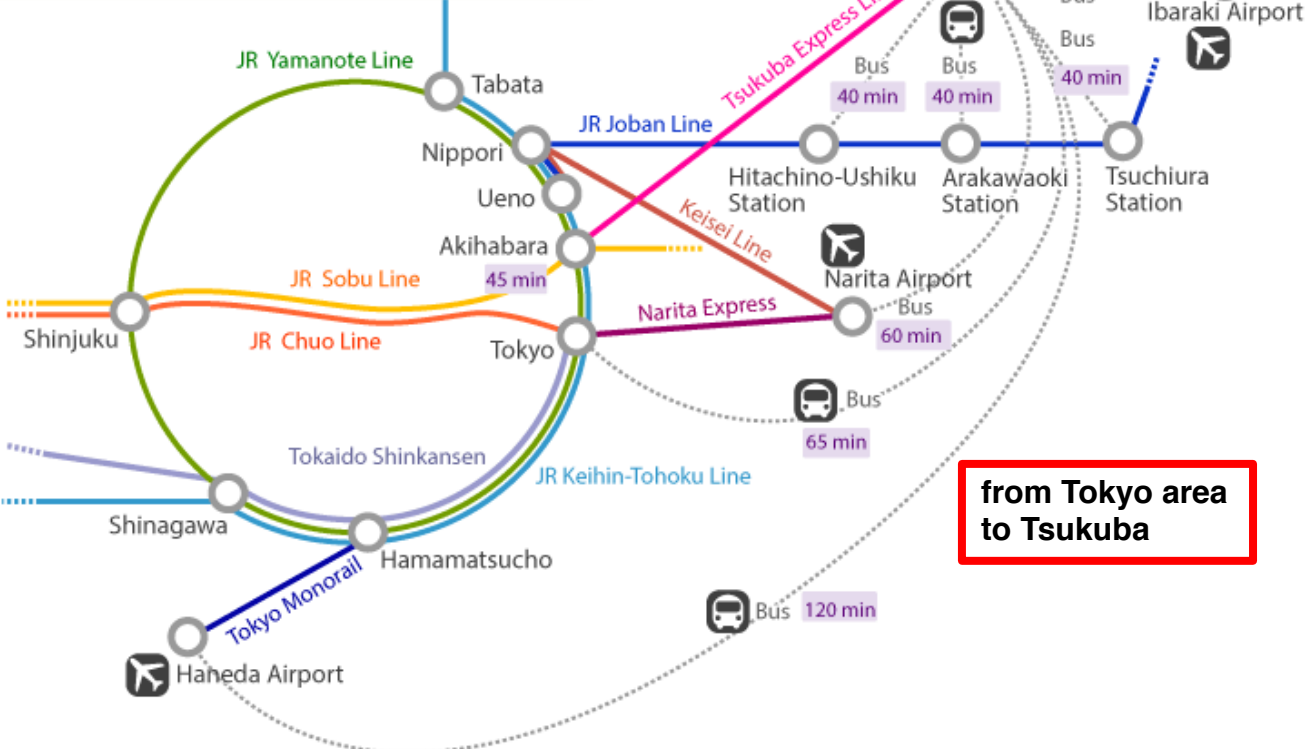 Bus
Ibaraki Airport
JR Yamanote Line
Tsukuba Express
Bus
Bus
Bus
Tabata
40 min
40 min
40 min
JR Joban Line
Nippori
Hitachino-Ushiku
Station
Arakawaoki
Station
Tsuchiura
Station
Ueno
Keisei Line
Akihabara
45 min
JR Sobu Line
Narita Airport
Bus
60 min
Narita Express
Shinjuku
JR Chuo Line
Tokyo
Bus
65 min
Tokaido Shinkansen
JR Keihin-Tohoku Line
from Tokyo area
to Tsukuba
Shinagawa
Hamamatsucho
Tokyo Monorail
Bus
120 min
Haneda Airport